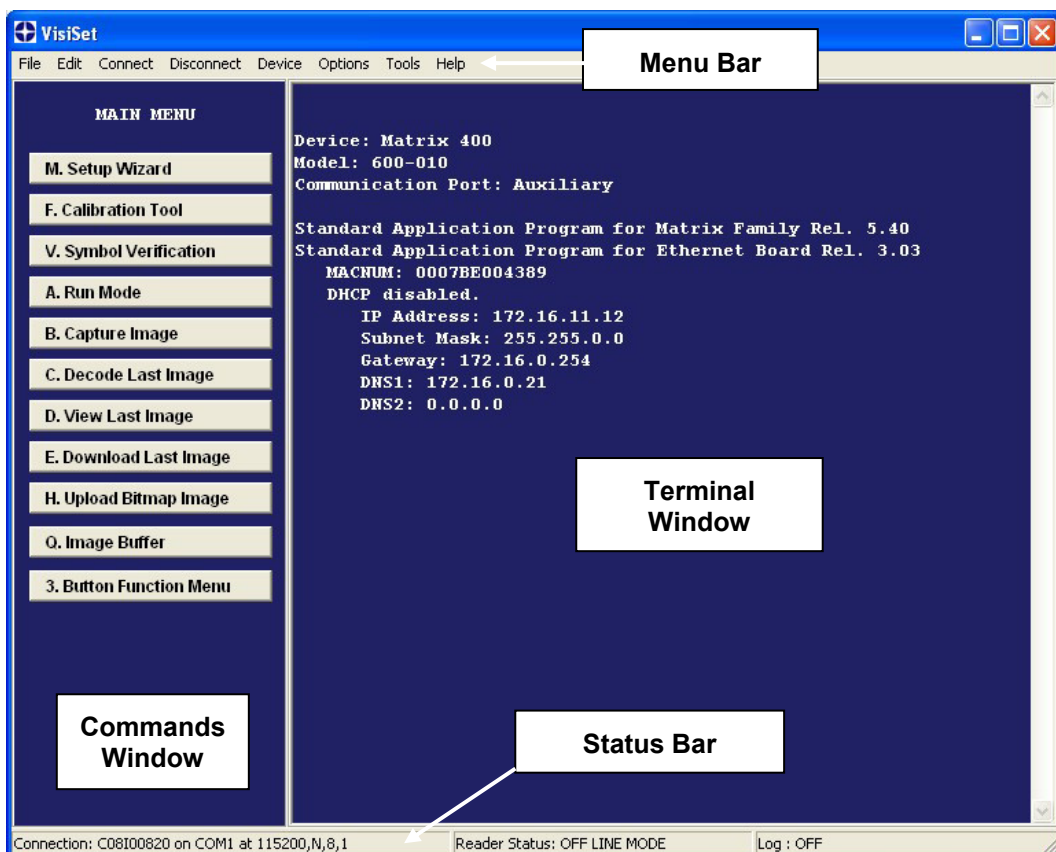 VisiSet
File Edit Connect Disconnect Device Options Tools Help
Menu Bar
MAIN MENU
M. Setup Wizard
F. Calibration Tool
V. Symbol Verification
A. Run Mode
B. Capture Image
C. Decode Last Image
D. View Last Image
E. Download Last Image
H. Upload Bitmap Image
Q. Image Buffer
3. Button Function Menu
Commands
Window
Device: Matrix 400
Model: 600-010
Communication Port: Auxiliary
Standard Application Program for Matrix Family Rel. 5.40
Standard Application Program for Ethernet Board Rel. 3.03
MACNUM: 0007BE004389
DHCP disabled.
IP Address: 172.16.11.12
Subnet Mask: 255.255.0.0
Gateway: 172.16.0.254
DNS1: 172.16.0.21
DNS2: 0.0.0.0
Terminal
Window
Status Bar
Connection: C08I00820 on COM1 at 115200,N,8,1
Reader Status: OFF LINE MODE
Log : OFF